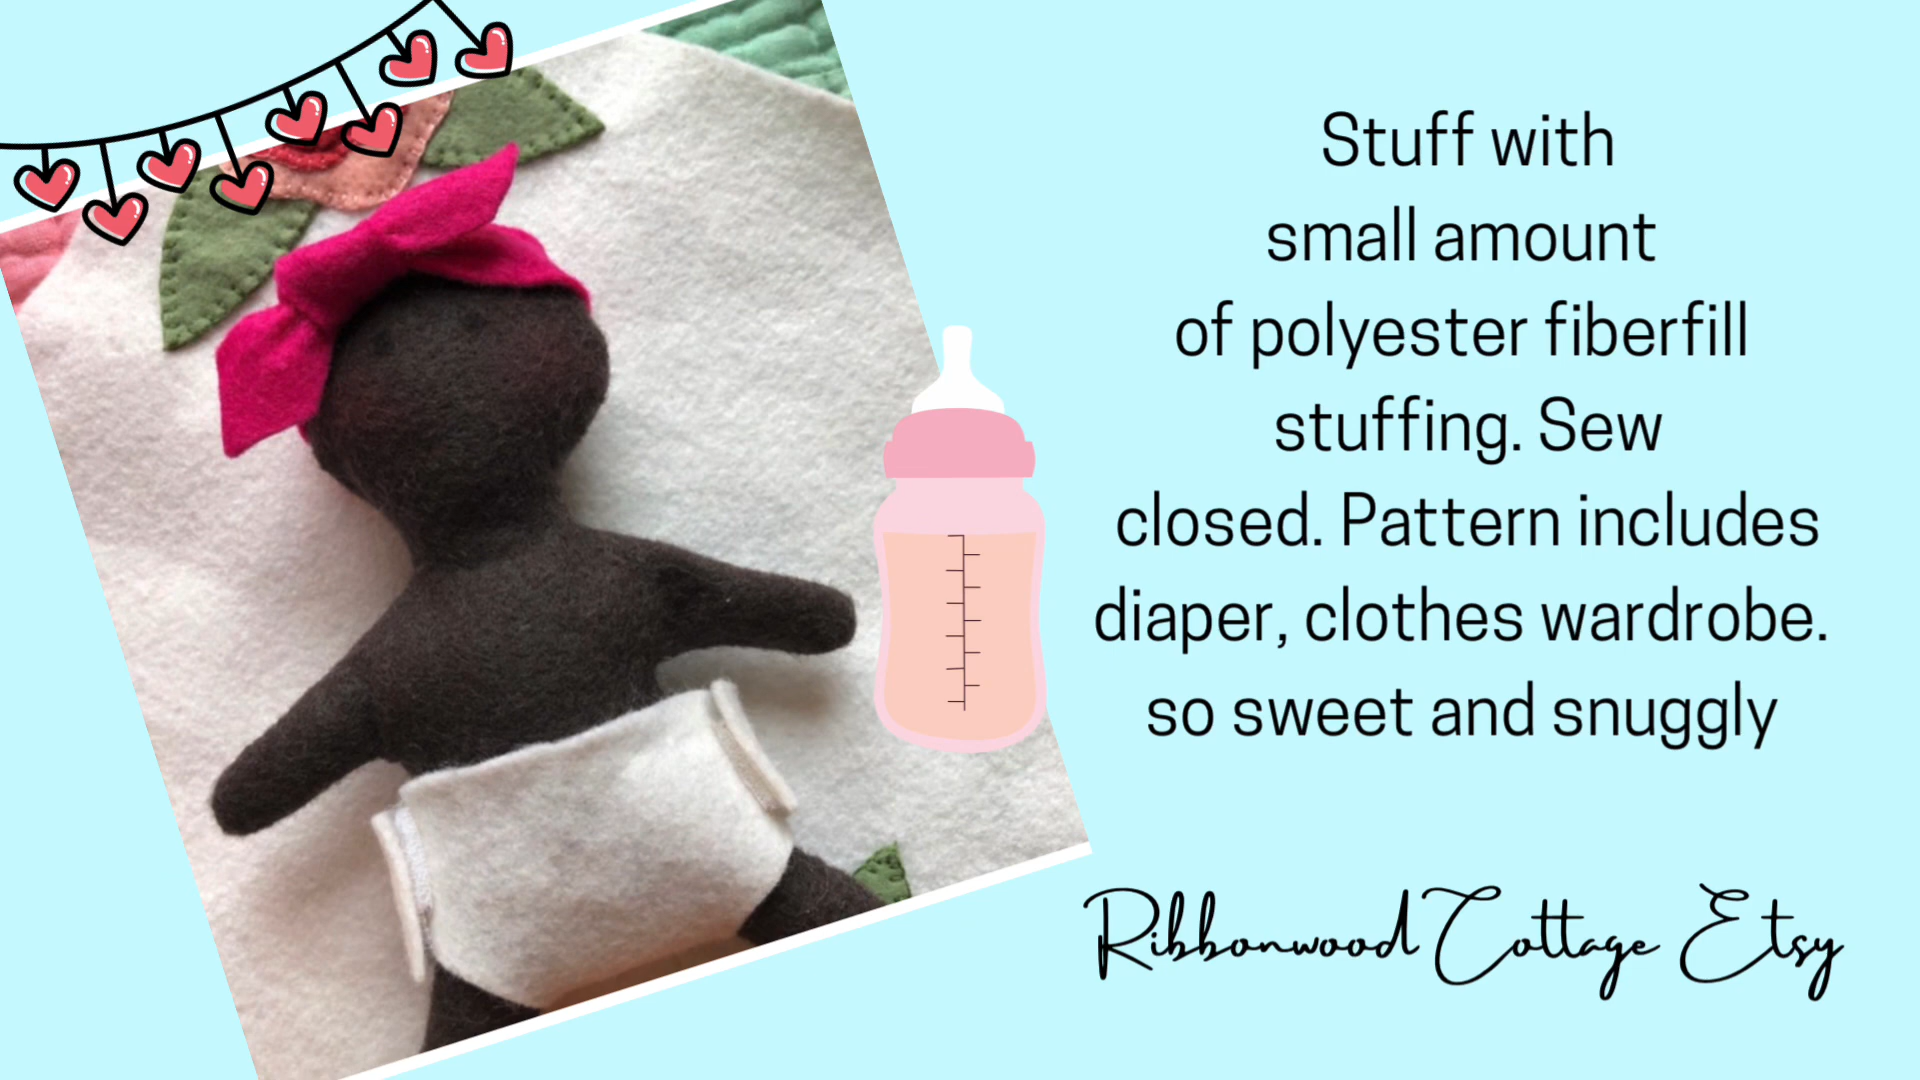 Stuff with
small amount
of polyester fiberfill
stuffing. Sew
closed. Pattern includes
diaper, clothes wardrobe.
so sweet and snuggly
Ribbonwood Cottage Etsy